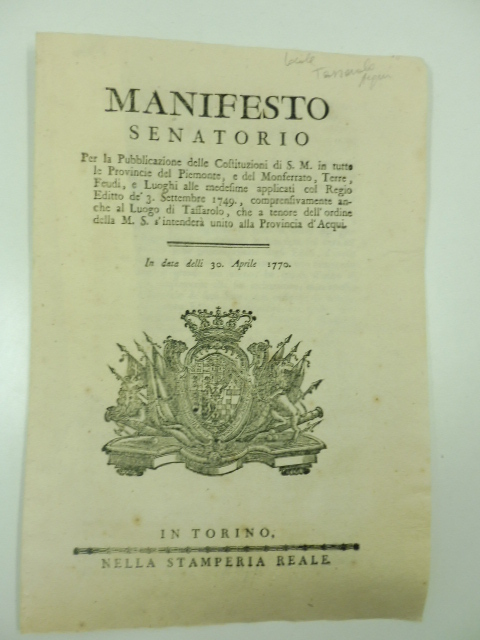 Tassarolo
MANIFESTO
SENATORIO
Per la Pubblicazione delle Costituzioni di S. M. in tutte
le Provincie del Piemonte, e del Monferrato, Terre,
Feudi, e Luoghi alle medesime applicati col Regio
Editto de' 3. Settembre 1749., comprensivamente an-
che al Luogo di Tassarolo, che a tenore dell'ordine
della M. S. s'intenderà unito alla Provincia d'Acqui.
In data delli 30. Aprile 1770.
IN TORINO,
NELLA STAMPERIA REALE.